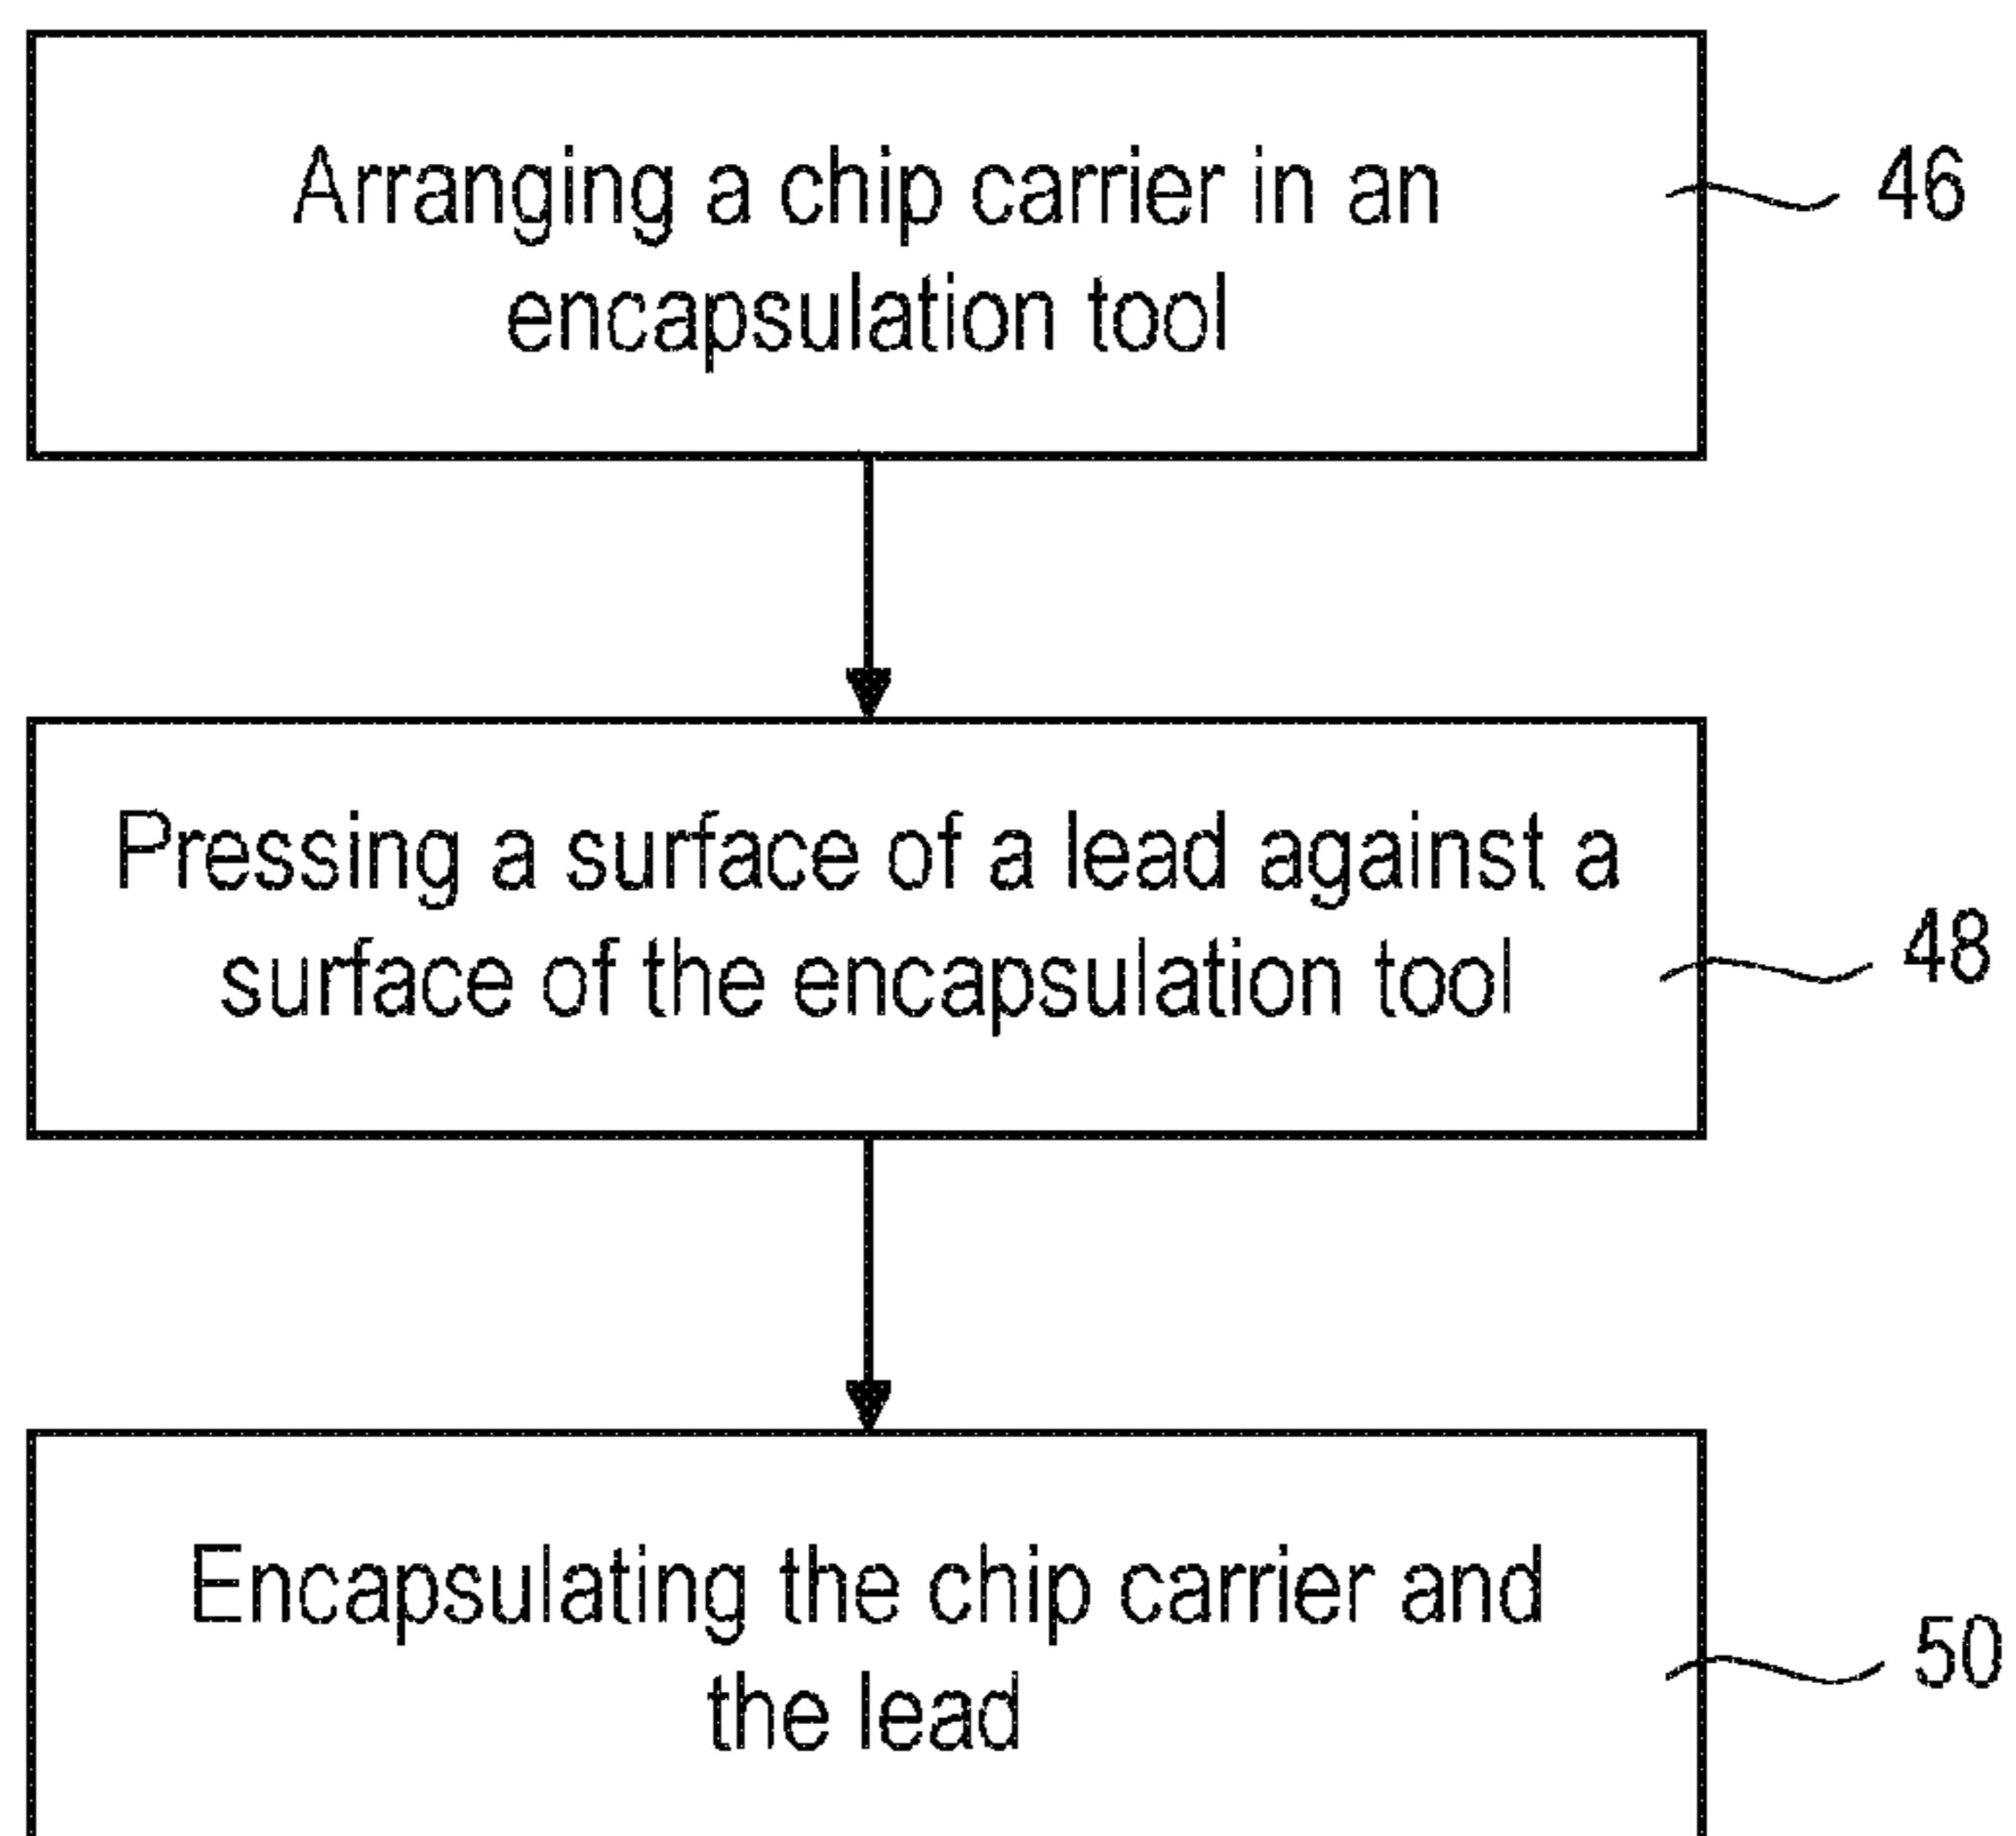 Arranging a chip carrier in an
encapsulation tool
46
Pressing a surface of a lead against a
surface of the encapsulation tool
48
Encapsulating the chip carrier and
the lead
50